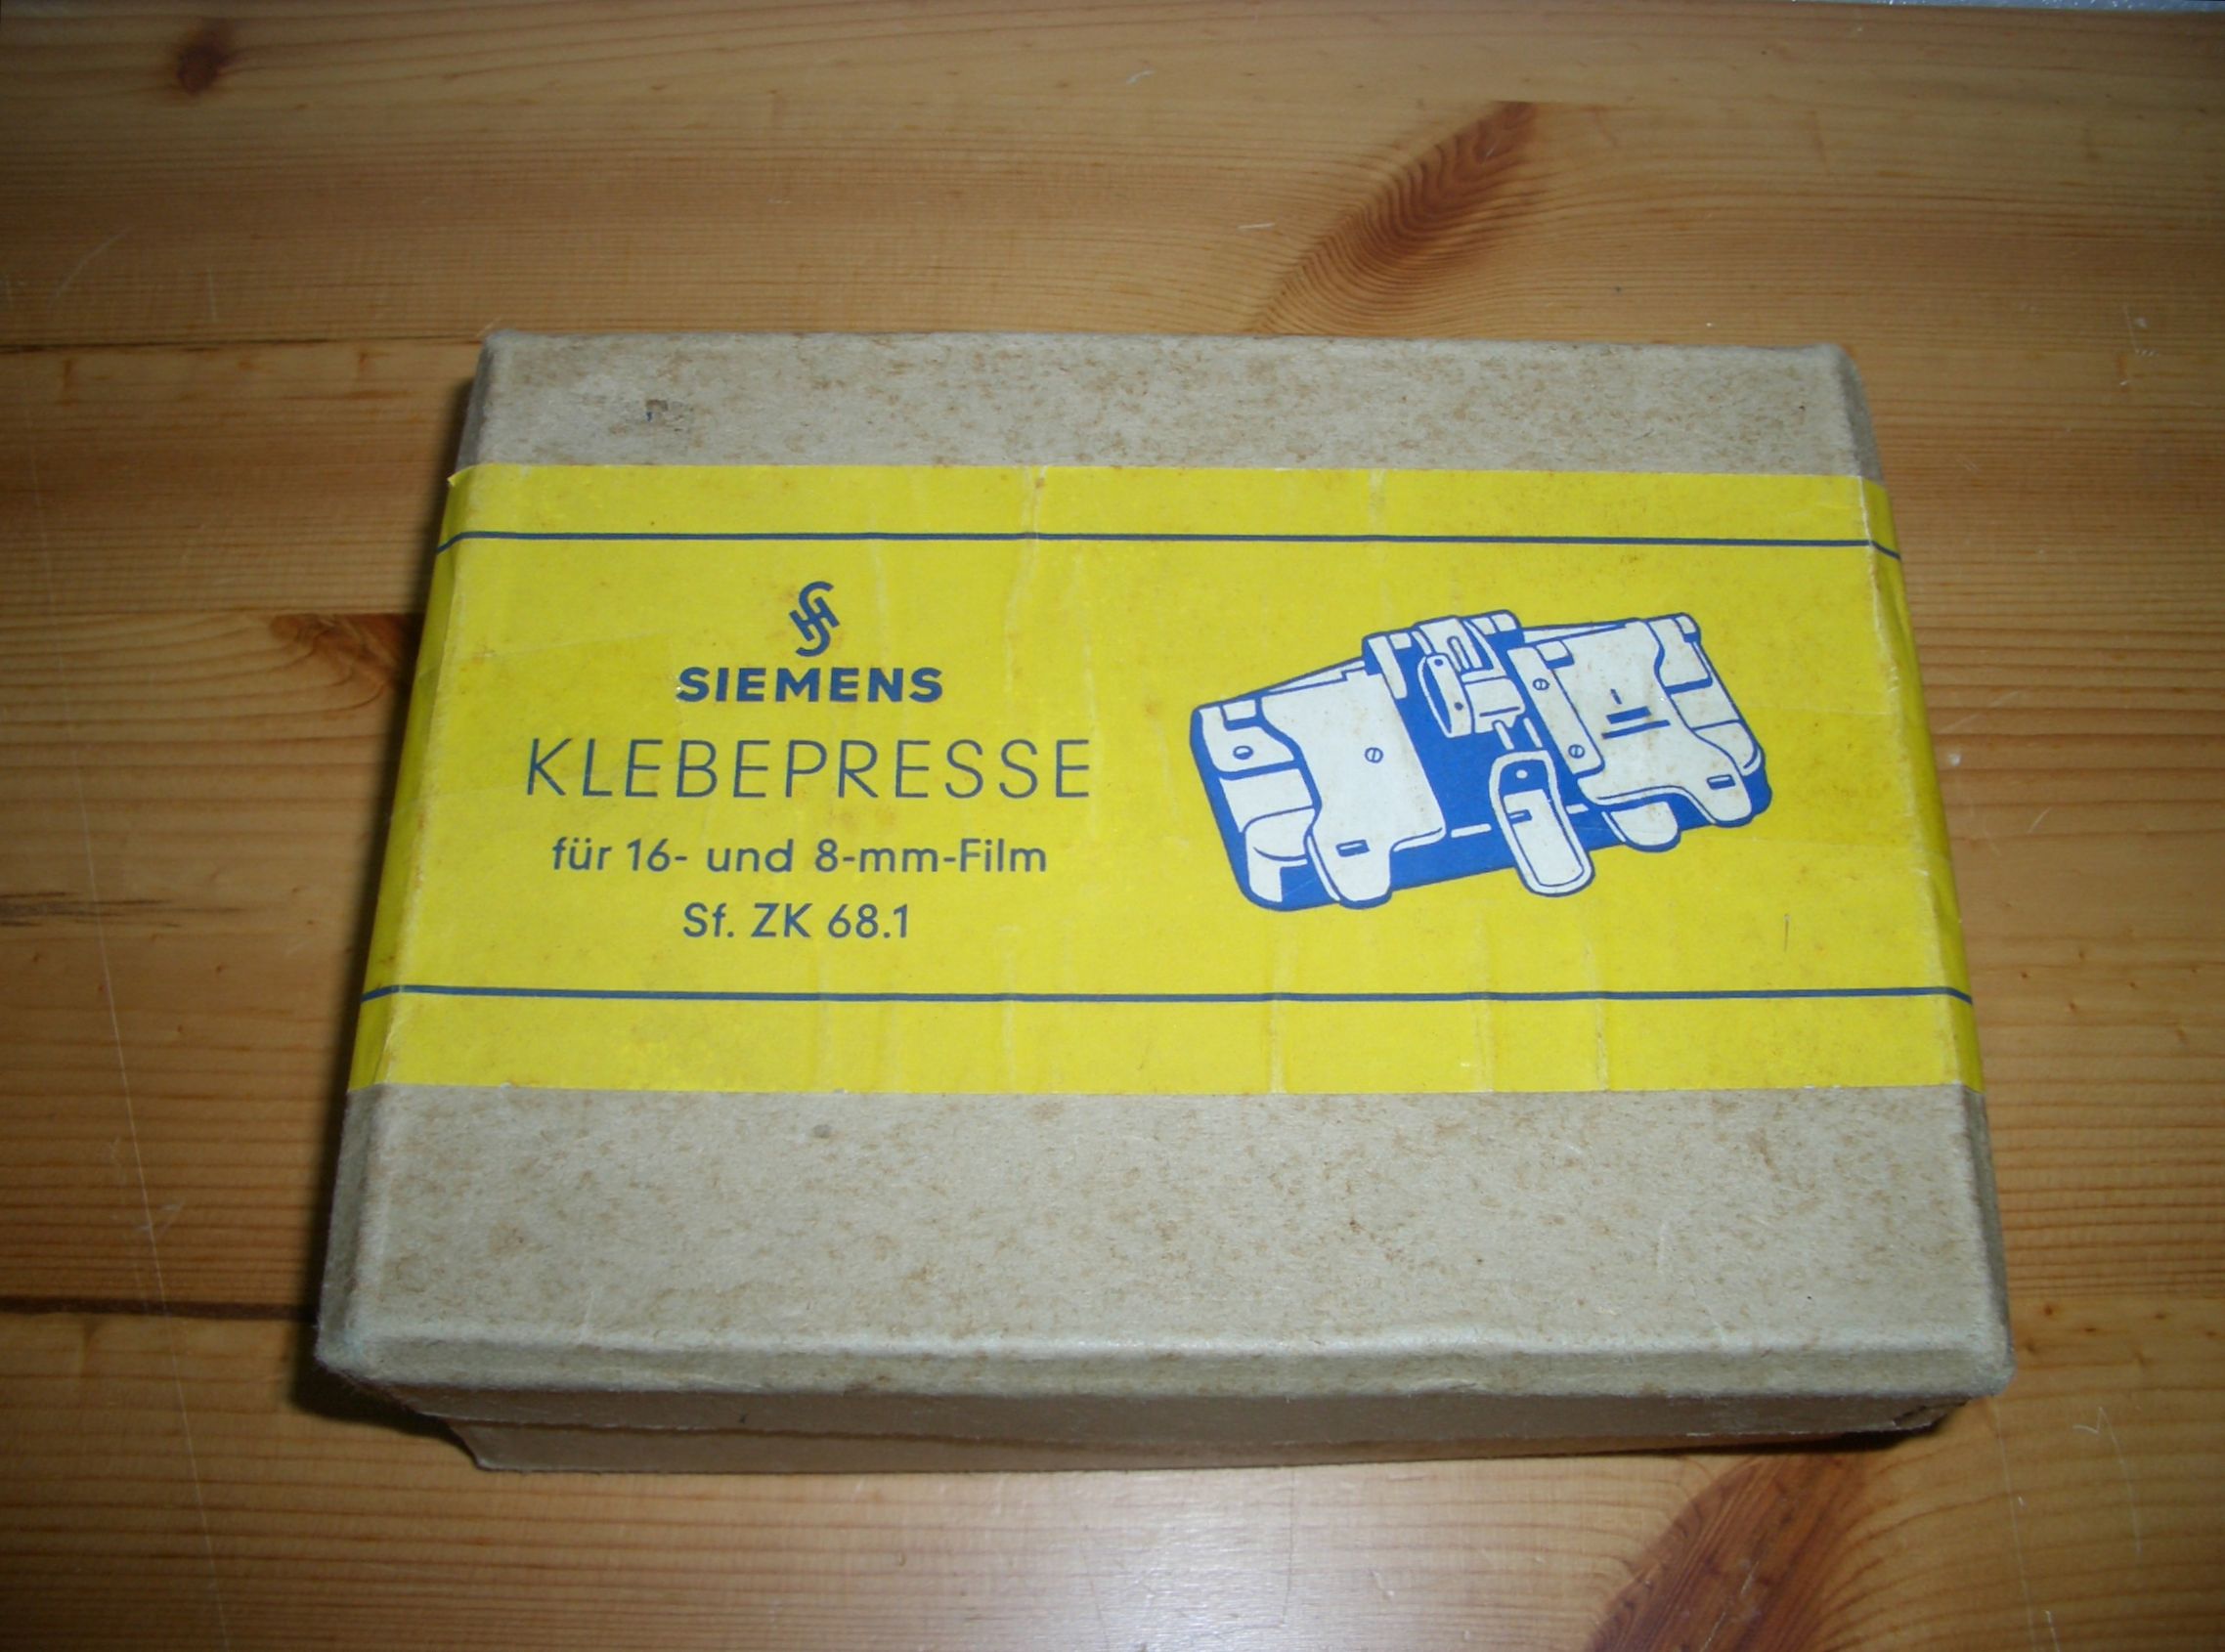 SIEMENS
KLEBEPRESSE
für 16- und 8-mm-Film
Sf. ZK 68.1